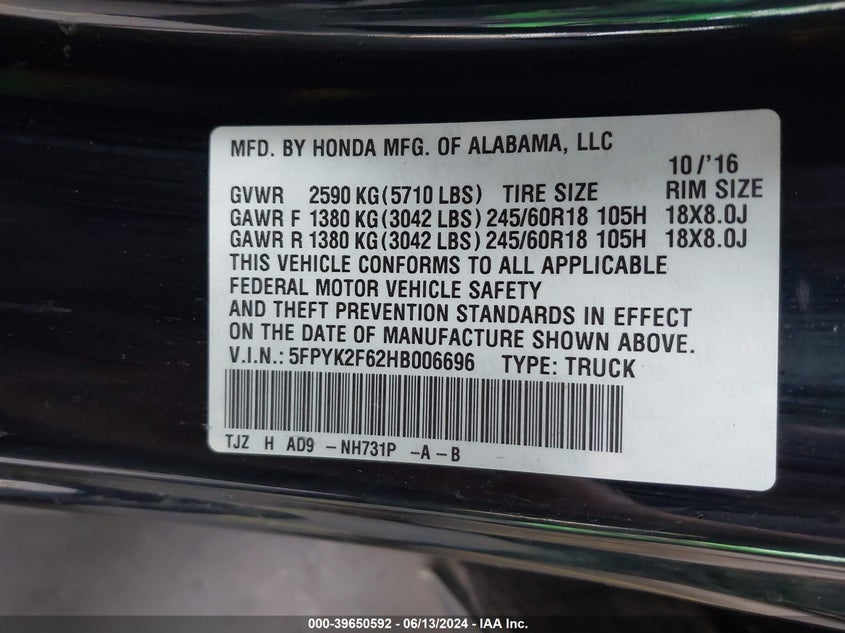 MFD. BY HONDA MFG. OF ALABAMA, LLC
10/'16
GVWR 2590 KG(5710 LBS) TIRE SIZE RIM SIZE
GAWR F 1380 KG(3042 LBS) 245/60R18 105H 18X8.0J
GAWR R 1380 KG(3042 LBS) 245/60R18 105H 18X8.0J
THIS VEHICLE CONFORMS TO ALL APPLICABLE
FEDERAL MOTOR VEHICLE SAFETY
AND THEFT PREVENTION STANDARDS IN EFFECT
ON THE DATE OF MANUFACTURE SHOWN ABOVE.
V.I.N.: 5FPYK2F62HB006696 TYPE: TRUCK
TJZ H AD9 -NH731P -A-B
000-39650592 / 06/13/2024 - IAA Inc.